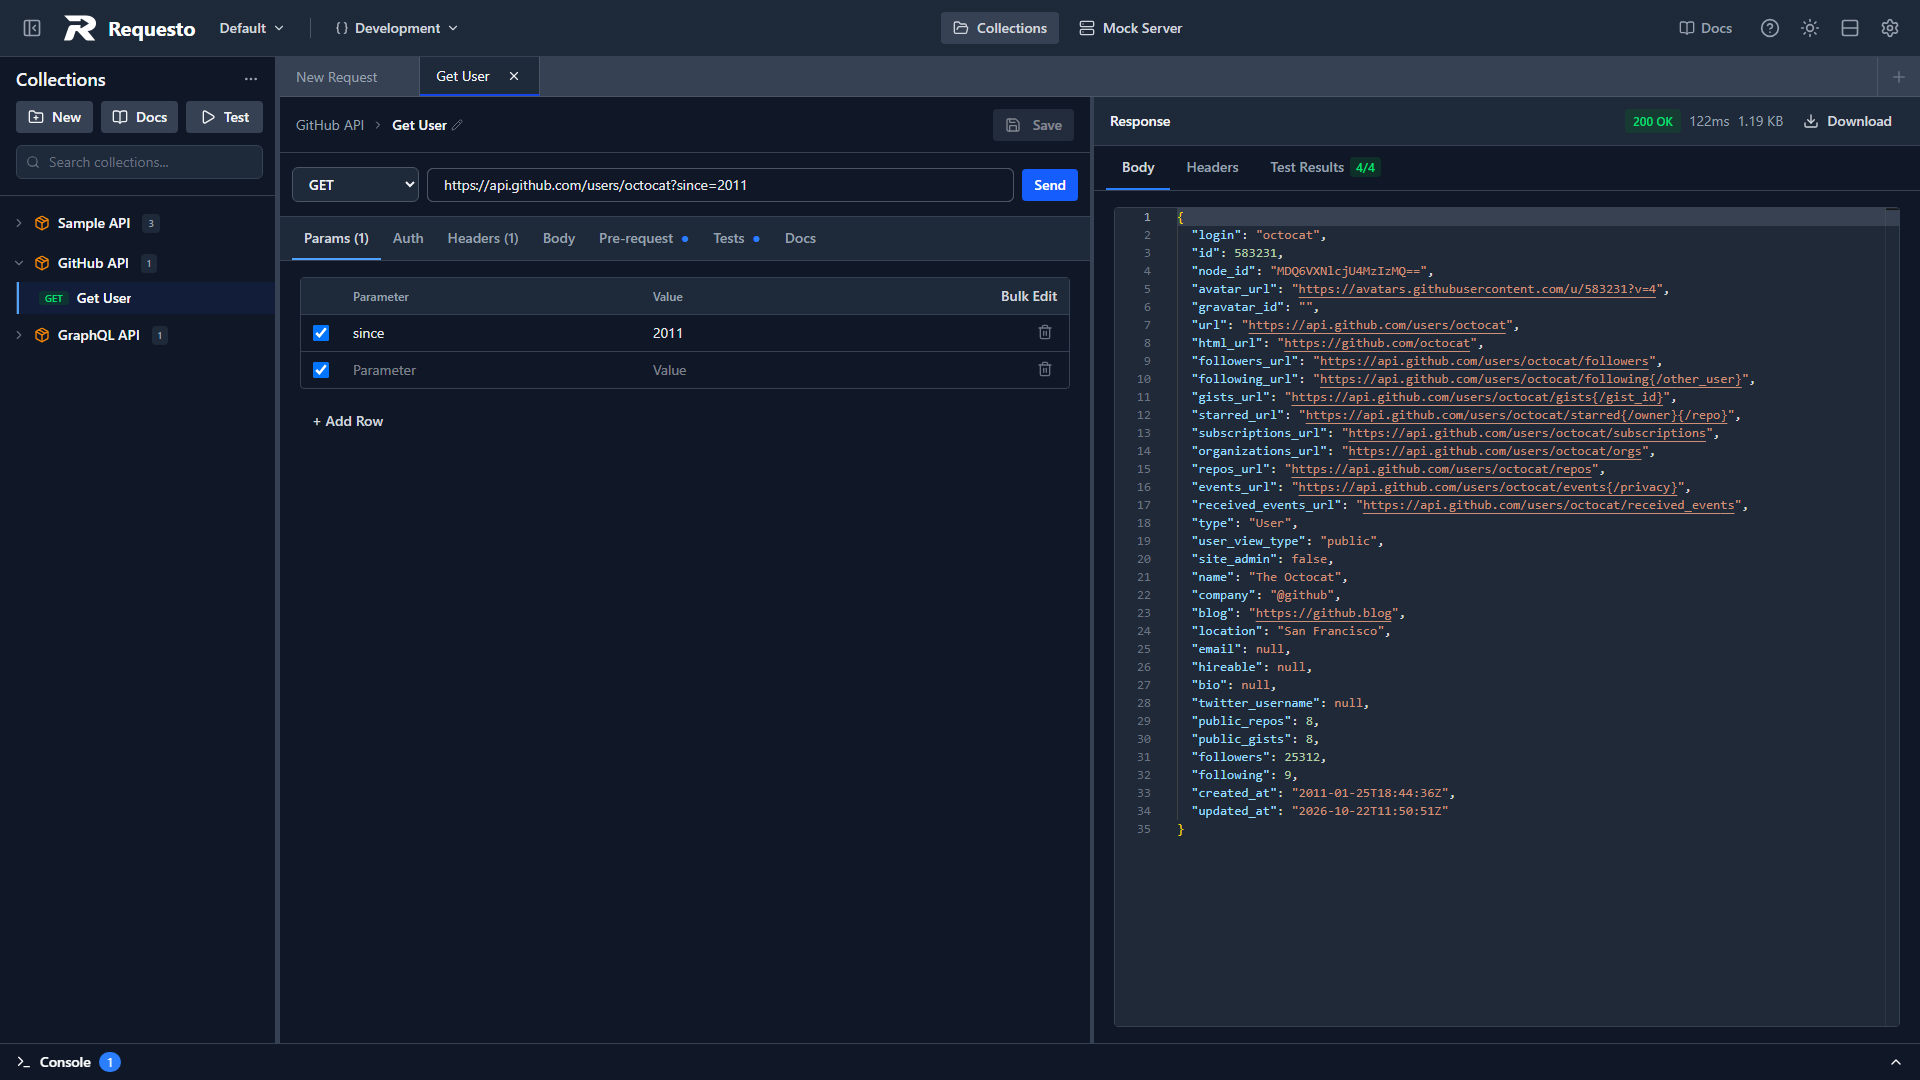 Requesto
Default
{ } Development
Collections
Mock Server
Docs
Collections
New
Docs
Test
Search collections...
Sample API 3
GitHub API 1
GET Get User
GraphQL API 1
New Request
Get User
GitHub API > Get User
Save
GET
https://api.github.com/users/octocat?since=2011
Send
Params (1)
Auth
Headers (1)
Body
Pre-request
Tests
Docs
Parameter
Value
Bulk Edit
since
2011
Parameter
Value
+ Add Row
Response
200 OK
122ms
1.19 KB
Download
Body
Headers
Test Results 4/4
1 {
2 "login": "octocat",
3 "id": 583231,
4 "node_id": "MDQ6VXNlcjU4MzIzMQ==",
5 "avatar_url": "https://avatars.githubusercontent.com/u/583231?v=4",
6 "gravatar_id": "",
7 "url": "https://api.github.com/users/octocat",
8 "html_url": "https://github.com/octocat",
9 "followers_url": "https://api.github.com/users/octocat/followers",
10 "following_url": "https://api.github.com/users/octocat/following{/other_user}",
11 "gists_url": "https://api.github.com/users/octocat/gists{/gist_id}",
12 "starred_url": "https://api.github.com/users/octocat/starred{/owner}{/repo}",
13 "subscriptions_url": "https://api.github.com/users/octocat/subscriptions",
14 "organizations_url": "https://api.github.com/users/octocat/orgs",
15 "repos_url": "https://api.github.com/users/octocat/repos",
16 "events_url": "https://api.github.com/users/octocat/events{/privacy}",
17 "received_events_url": "https://api.github.com/users/octocat/received_events",
18 "type": "User",
19 "user_view_type": "public",
20 "site_admin": false,
21 "name": "The Octocat",
22 "company": "@github",
23 "blog": "https://github.blog",
24 "location": "San Francisco",
25 "email": null,
26 "hireable": null,
27 "bio": null,
28 "twitter_username": null,
29 "public_repos": 8,
30 "public_gists": 8,
31 "followers": 25312,
32 "following": 9,
33 "created_at": "2011-01-25T18:44:36Z",
34 "updated_at": "2026-10-22T11:50:51Z"
35 }
Console 1